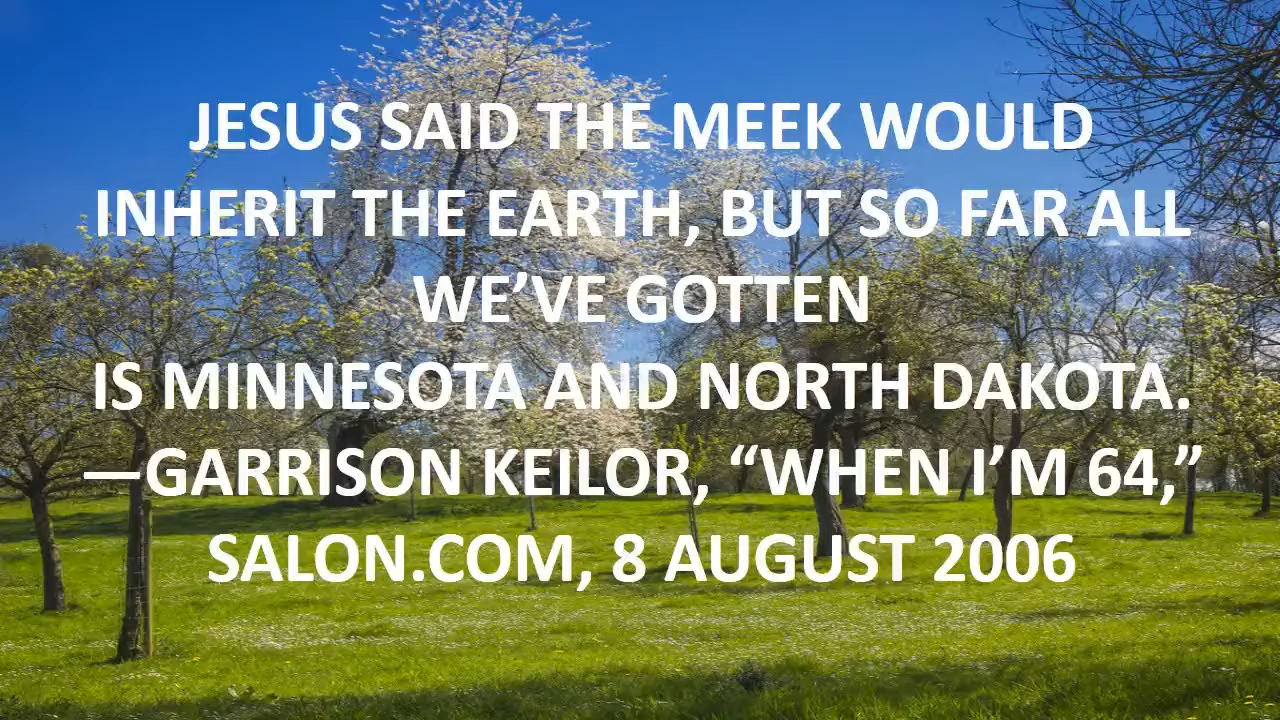 JESUS SAID THE MEEK WOULD
INHERIT THE EARTH, BUT SO FAR ALL
WE’VE GOTTEN
IS MINNESOTA AND NORTH DAKOTA.
—GARRISON KEILOR, “WHEN I’M 64,”
SALON.COM, 8 AUGUST 2006